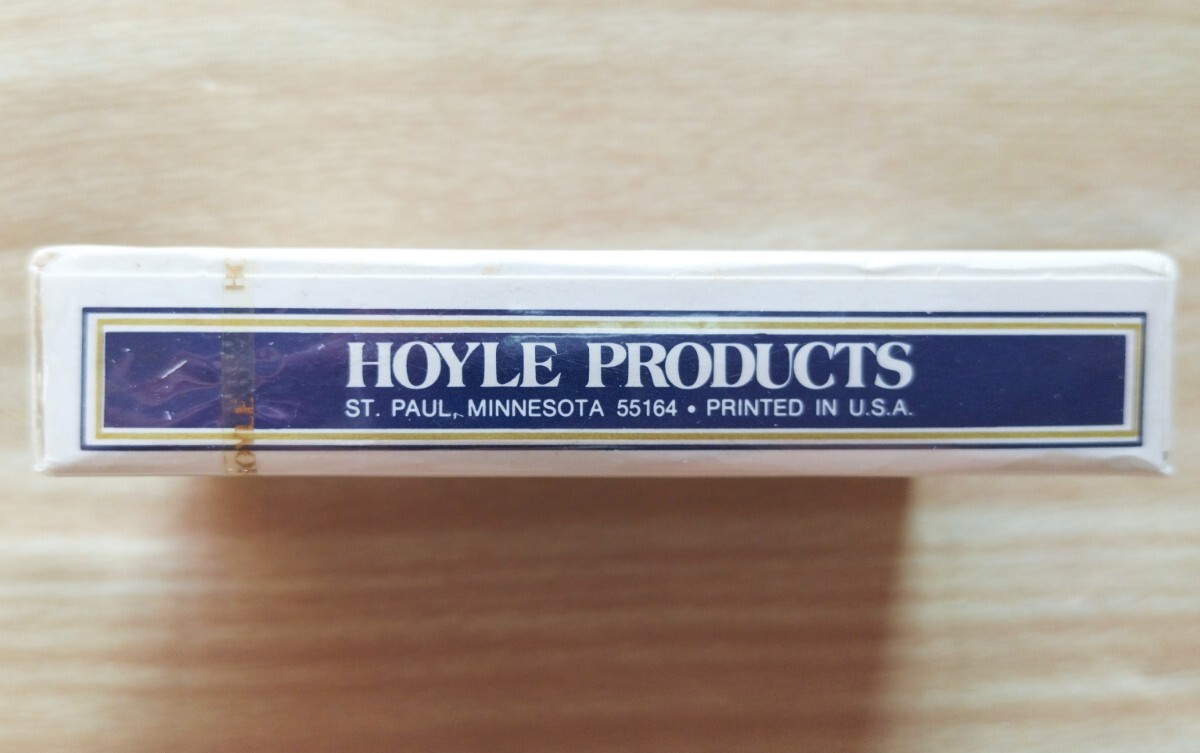 HOYLE PRODUCTS
ST. PAUL, MINNESOTA 55164 • PRINTED IN U.S.A.